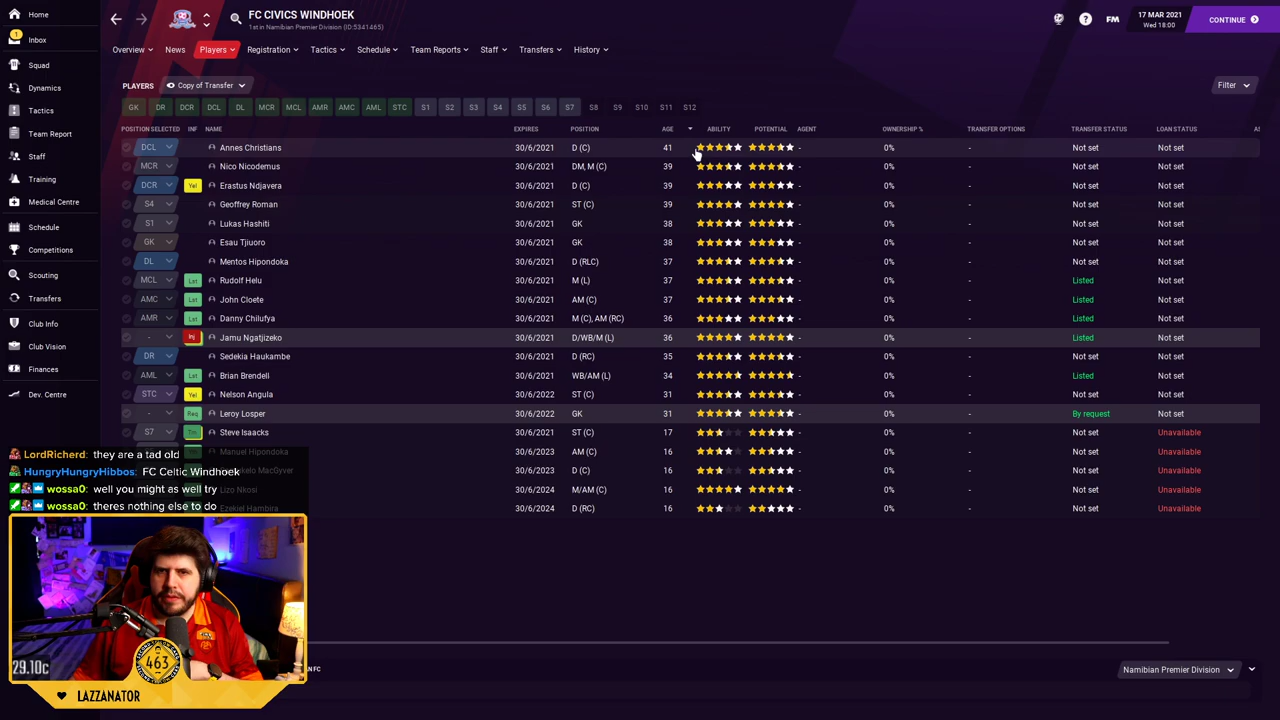 Home
Inbox
1
Squad
Dynamics
Tactics
Team Report
Staff
Training
Medical Centre
Schedule
Competitions
Scouting
Transfers
Club Info
Club Vision
Finances
Dev. Centre
FC CIVICS WINDHOEK
1st in Namibian Premier Division (ID:5341465)
FM
17 MAR 2021
Wed 18:00
CONTINUE
Overview News Players Registration Tactics Schedule Team Reports Staff Transfers History
PLAYERS Copy of Transfer Filter
GK DR DCR DCL DL MCR MCL AMR AMC AML STC S1 S2 S3 S4 S5 S6 S7 S8 S9 S10 S11 S12
POSITION SELECTED INF NAME EXPIRES POSITION AGE ABILITY POTENTIAL AGENT OWNERSHIP % TRANSFER OPTIONS TRANSFER STATUS LOAN STATUS AS
DCL Annes Christians 30/6/2021 D (C) 41 - 0% - Not set Not set
MCR Nico Nicodemus 30/6/2021 DM, M (C) 39 - 0% - Not set Not set
DCR Yel Erastus Ndjavera 30/6/2021 D (C) 39 - 0% - Not set Not set
S4 Geoffrey Roman 30/6/2021 ST (C) 39 - 0% - Not set Not set
S1 Lukas Hashiti 30/6/2021 GK 38 - 0% - Not set Not set
GK Esau Tjiuoro 30/6/2021 GK 38 - 0% - Not set Not set
DL Mentos Hipondoka 30/6/2021 D (RLC) 37 - 0% - Not set Not set
MCL Lst Rudolf Helu 30/6/2021 M (L) 37 - 0% - Listed Not set
AMC Lst John Cloete 30/6/2021 AM (C) 37 - 0% - Listed Not set
AMR Lst Danny Chilufya 30/6/2021 M (C), AM (RC) 36 - 0% - Listed Not set
- Inj Jamu Ngatjizeko 30/6/2021 D/WB/M (L) 36 - 0% - Listed Not set
DR Sedekia Haukambe 30/6/2021 D (RC) 35 - 0% - Not set Not set
AML Lst Brian Brendell 30/6/2021 WB/AM (L) 34 - 0% - Listed Not set
STC Yel Nelson Angula 30/6/2022 ST (C) 31 - 0% - Not set Not set
- Req Leroy Losper 30/6/2022 GK 31 - 0% - By request Not set
S7 Steve Isaacks 30/6/2021 ST (C) 17 - 0% - Not set Unavailable
Manuel Hipondoka 30/6/2023 AM (C) 16 - 0% - Not set Unavailable
MacGyver 30/6/2023 D (C) 16 - 0% - Not set Unavailable
Lizo Nkosi 30/6/2024 M/AM (C) 16 - 0% - Not set Unavailable
Ezekiel Hambira 30/6/2024 D (RC) 16 - 0% - Not set Unavailable
LordRicherd: they are a tad old
HungryHungryHibbos: FC Celtic Windhoek
wossa0: well you might as well try
wossa0: theres nothing else to do
463
29.10c
LAZZANATOR
NFC
Namibian Premier Division